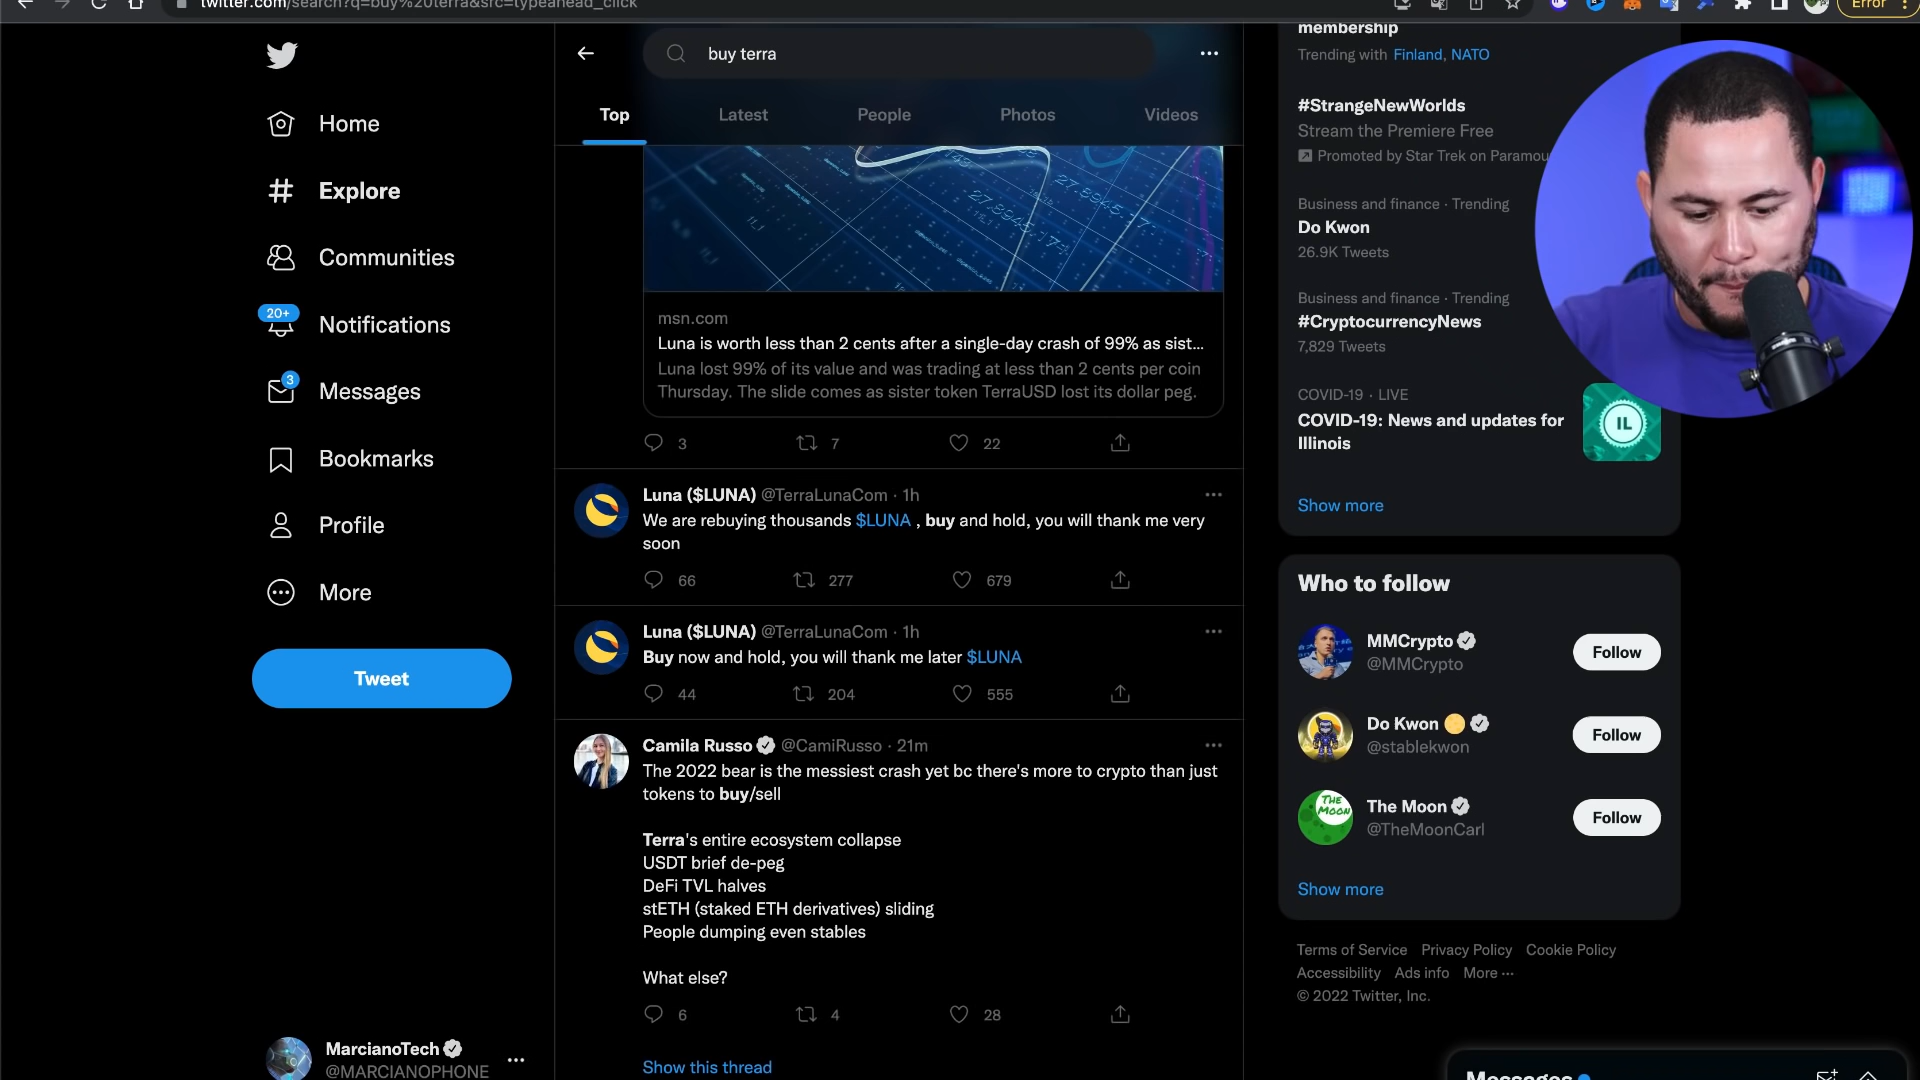 twitter.com/search?q=buy%20terra&src=typeahead_click
Error
buy terra
Top
Latest
People
Photos
Videos
Home
Explore
Communities
20+
Notifications
3
Messages
Bookmarks
Profile
More
Tweet
MarcianoTech
@MARCIANOPHONE
msn.com
Luna is worth less than 2 cents after a single-day crash of 99% as sist...
Luna lost 99% of its value and was trading at less than 2 cents per coin
Thursday. The slide comes as sister token TerraUSD lost its dollar peg.
3
7
22
Luna ($LUNA) @TerraLunaCom · 1h
We are rebuying thousands $LUNA , buy and hold, you will thank me very
soon
66
277
679
Luna ($LUNA) @TerraLunaCom · 1h
Buy now and hold, you will thank me later $LUNA
44
204
555
Camila Russo @CamiRusso · 21m
The 2022 bear is the messiest crash yet bc there's more to crypto than just
tokens to buy/sell
Terra's entire ecosystem collapse
USDT brief de-peg
DeFi TVL halves
stETH (staked ETH derivatives) sliding
People dumping even stables
What else?
6
4
28
Show this thread
membership
Trending with Finland, NATO
#StrangeNewWorlds
Stream the Premiere Free
Promoted by Star Trek on Paramou
Business and finance · Trending
Do Kwon
26.9K Tweets
Business and finance · Trending
#CryptocurrencyNews
7,829 Tweets
COVID-19 · LIVE
COVID-19: News and updates for
Illinois
IL
Show more
Who to follow
MMCrypto
@MMCrypto
Follow
Do Kwon
@stablekwon
Follow
THE MOON
The Moon
@TheMoonCarl
Follow
Show more
Terms of Service Privacy Policy Cookie Policy
Accessibility Ads info More ···
© 2022 Twitter, Inc.
Messages